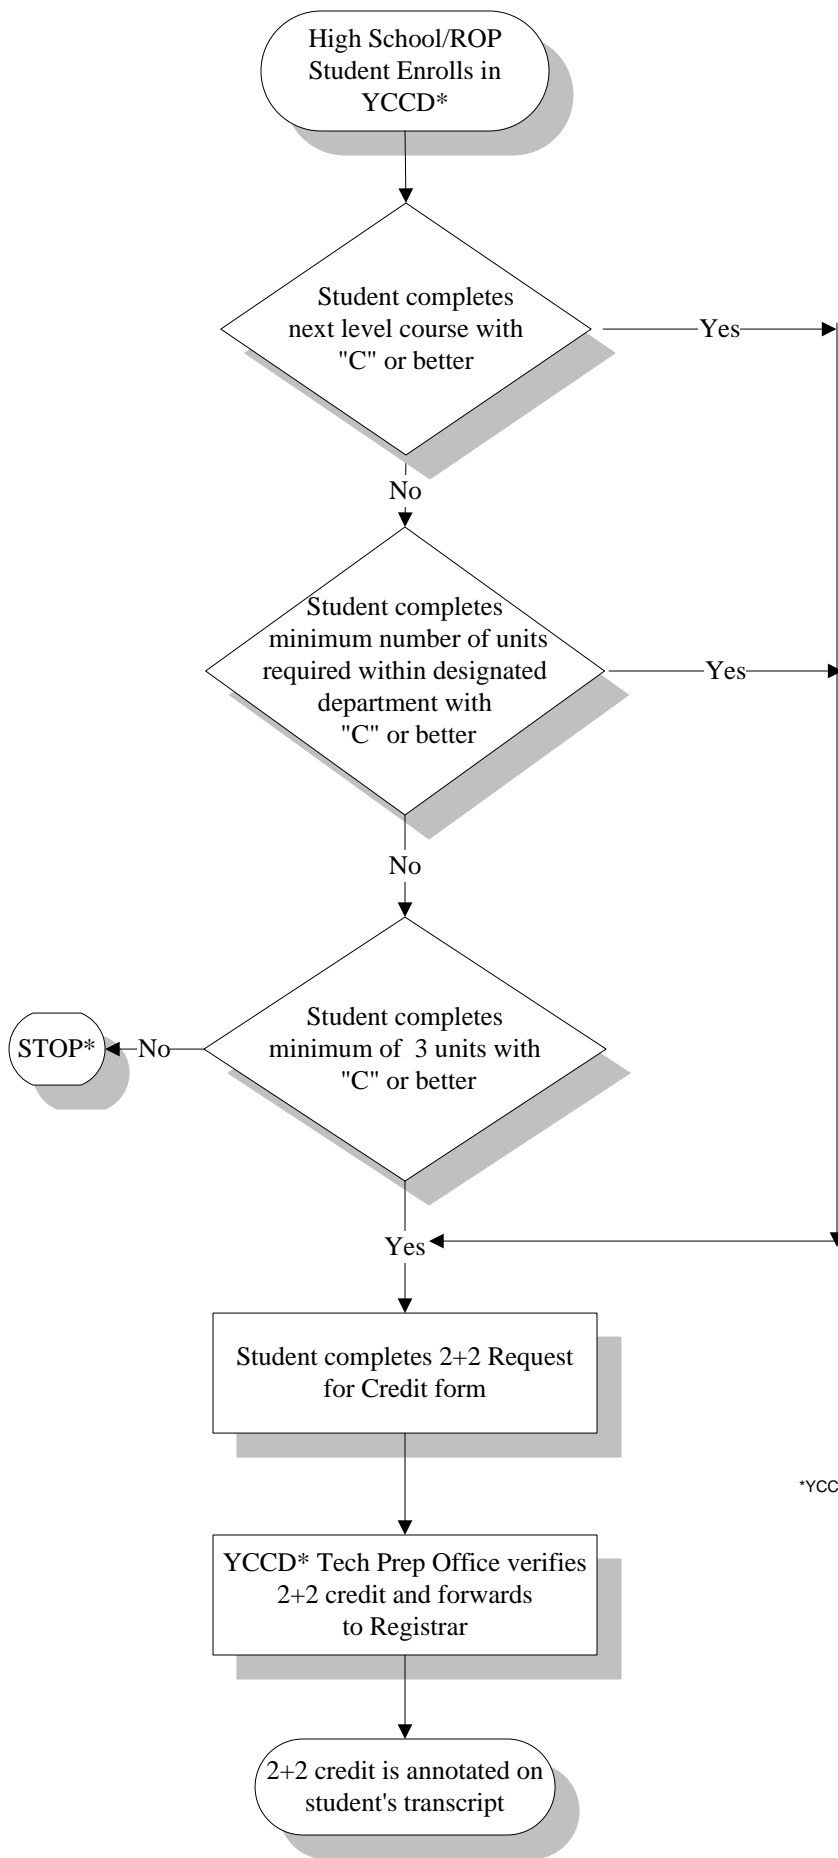 High School/ROP
Student Enrolls in
YCCD*
Student completes
next level course with
"C" or better
Yes
No
Student completes
minimum number of units
required within designated
department with
"C" or better
Yes
No
Student completes
minimum of 3 units with
"C" or better
No
STOP*
Yes
Student completes 2+2 Request
for Credit form
*YCC
YCCD* Tech Prep Office verifies
2+2 credit and forwards
to Registrar
2+2 credit is annotated on
student's transcript